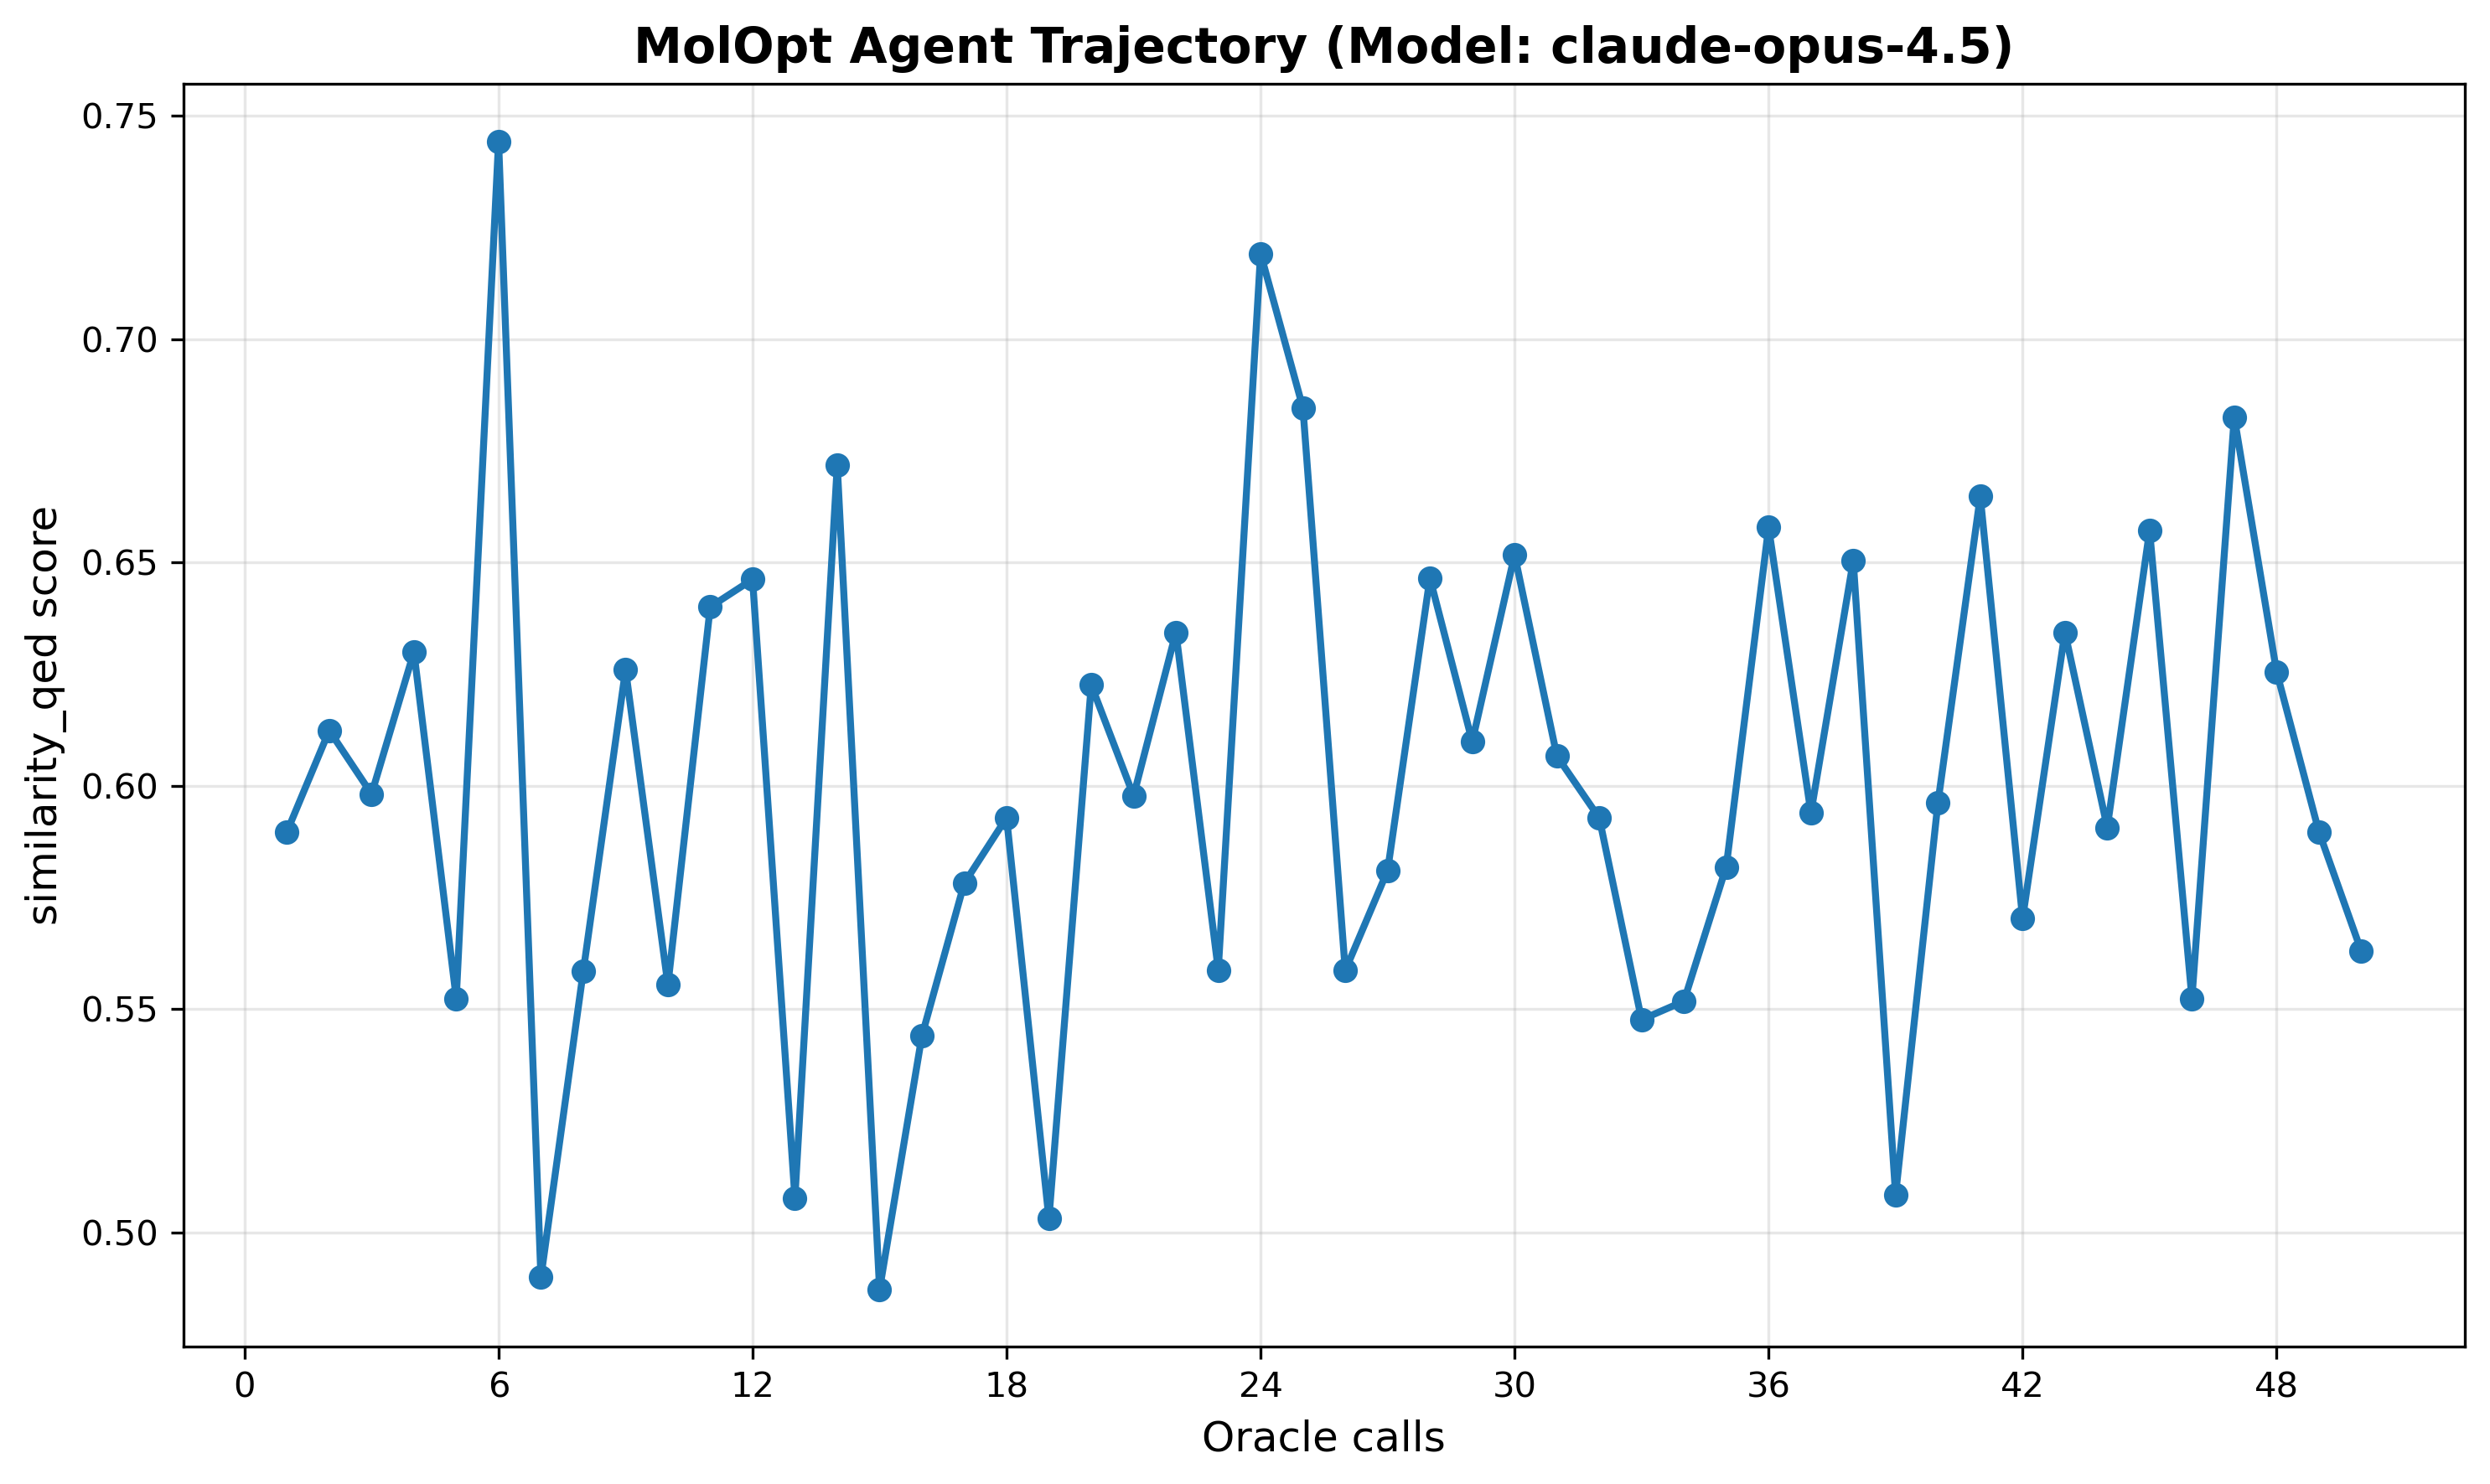 MolOpt Agent Trajectory (Model: claude-opus-4.5)
similarity_qed score
0.75
0.70
0.65
0.60
0.55
0.50
0 6 12 18 24 30 36 42 48
Oracle calls